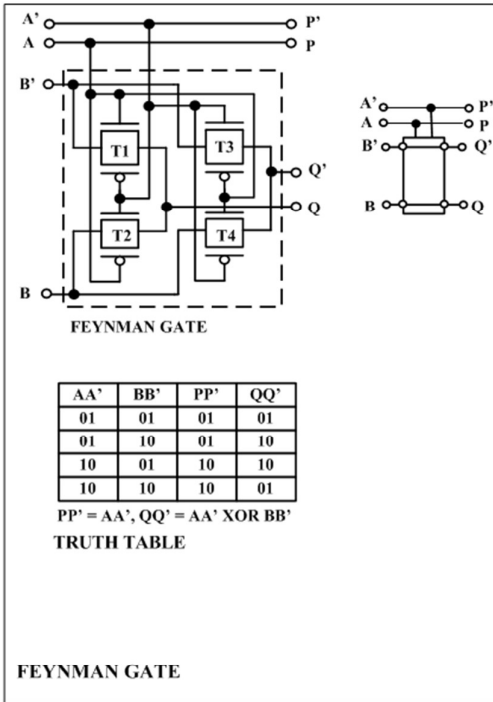 A' P'
A P
B'
T1 T3
Q'
Q
T2 T4
B
FEYNMAN GATE
A' P'
A P
B' Q'
B Q
AA' BB' PP' QQ'
01 01 01 01
01 10 01 10
10 01 10 10
10 10 10 01
PP' = AA', QQ' = AA' XOR BB'
TRUTH TABLE
FEYNMAN GATE